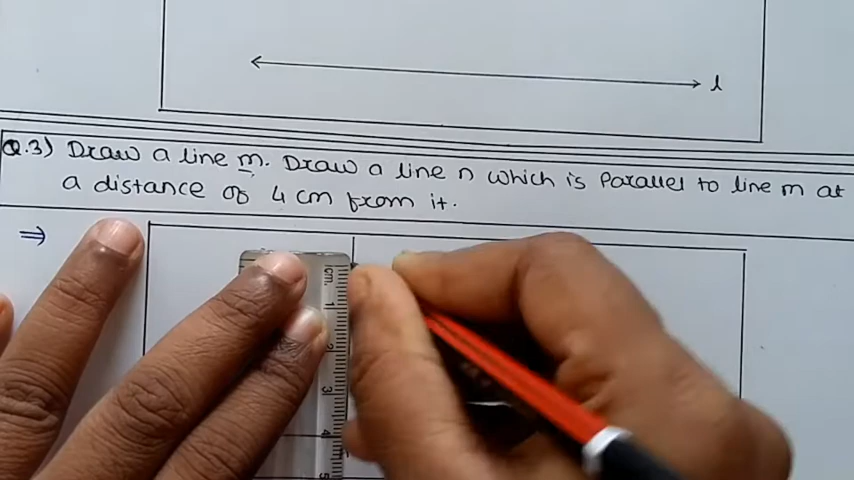 l
Q.3) Draw a line m. Draw a line n which is Parallel to line m at
a distance of 4 cm from it.
⇒
cm.
1
2
3
4
5